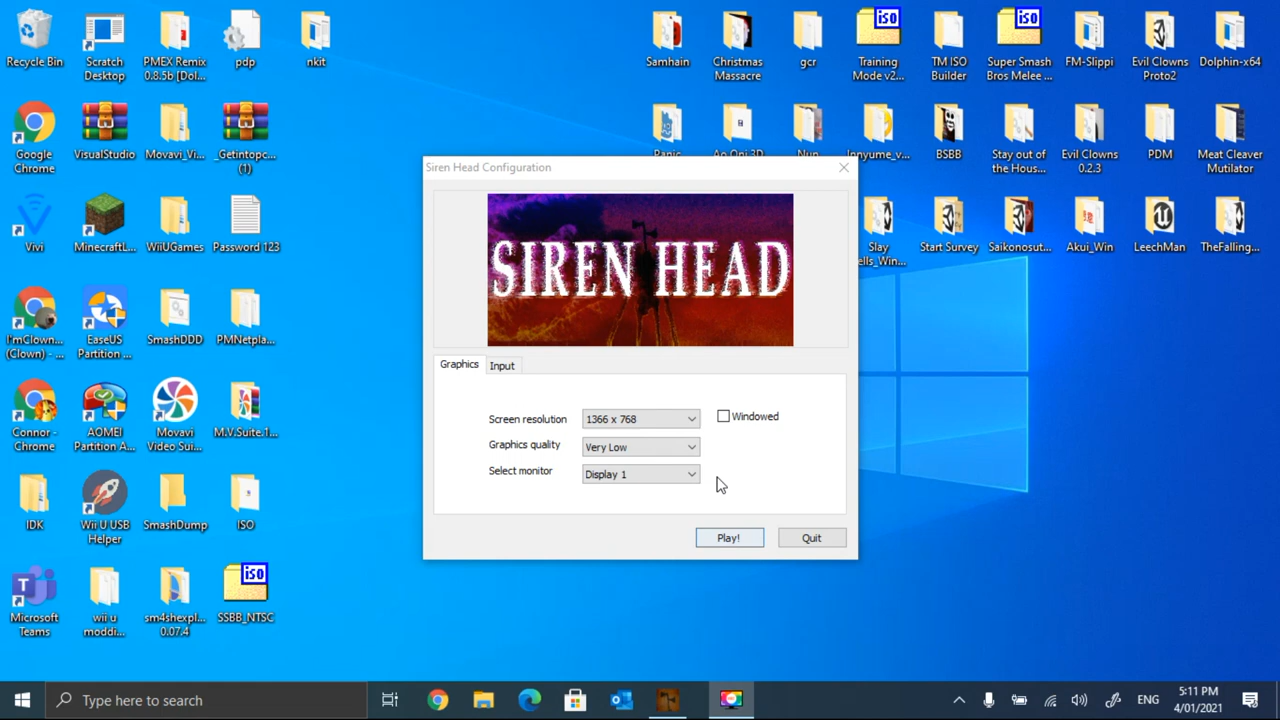 Recycle Bin
Scratch
Desktop
PMEX Remix
0.8.5b [Dol...
pdp
nkit
Samhain
Christmas
Massacre
gcr
iso
Training
Mode v2...
TM ISO
Builder
iso
Super Smash
Bros Melee ...
FM-Slippi
Evil Clowns
Proto2
Dolphin-x64
Google
Chrome
VisualStudio
Movavi_Vi...
_Getintopc...
(1)
BSBB
Stay out of
the Hous...
Evil Clowns
0.2.3
PDM
Meat Cleaver
Mutilator
Siren Head Configuration
SIREN HEAD
Vivi
MinecraftL...
WiiUGames
Password 123
Slay
ells_Win...
Start Survey
Saikonosut...
Akui_Win
LeechMan
TheFalling...
I'mClown...
(Clown) - ...
EaseUS
Partition ...
SmashDDD
PMNetpla...
Graphics
Input
Screen resolution
1366 x 768
Windowed
Graphics quality
Very Low
Select monitor
Display 1
Play!
Quit
Connor -
Chrome
AOMEI
Partition A...
Movavi
Video Sui...
M.V.Suite.1...
IDK
Wii U USB
Helper
SmashDump
ISO
Microsoft
Teams
wii u
moddi...
sm4shexpl...
0.07.4
iso
SSBB_NTSC
Type here to search
ENG
5:11 PM
4/01/2021